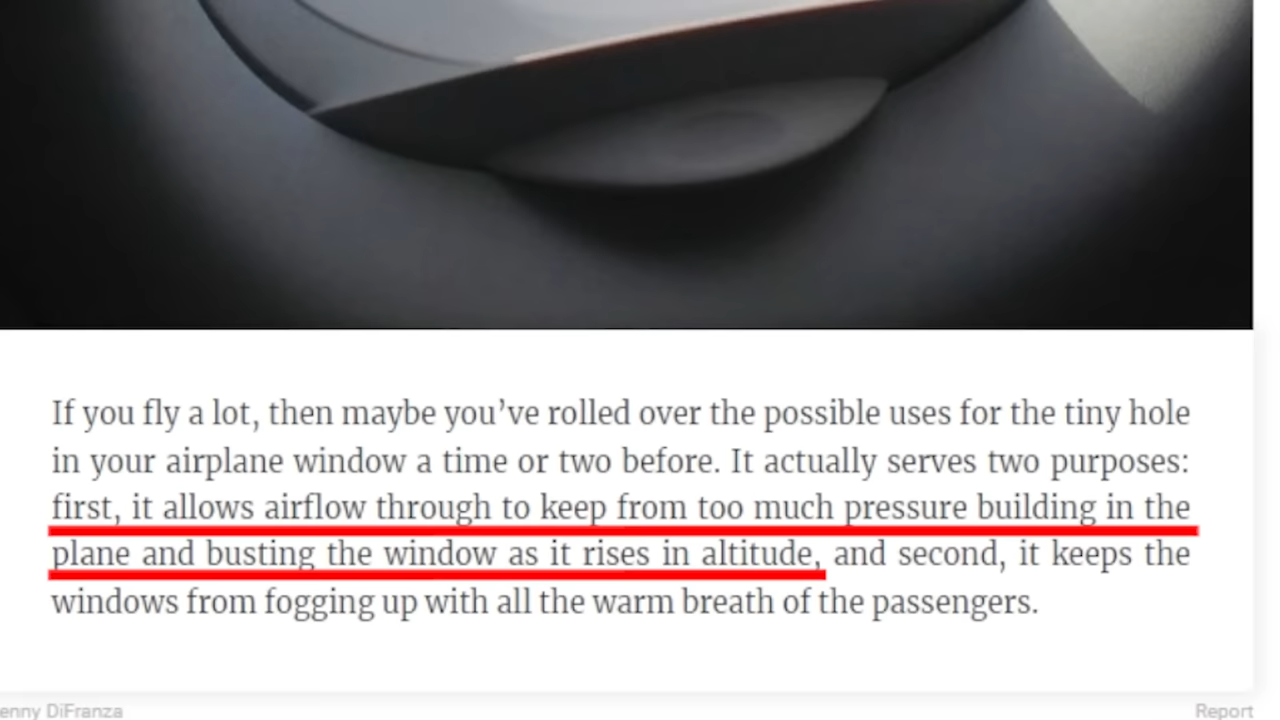 If you fly a lot, then maybe you’ve rolled over the possible uses for the tiny hole
in your airplane window a time or two before. It actually serves two purposes:
first, it allows airflow through to keep from too much pressure building in the
plane and busting the window as it rises in altitude, and second, it keeps the
windows from fogging up with all the warm breath of the passengers.
enny DiFranza
Report